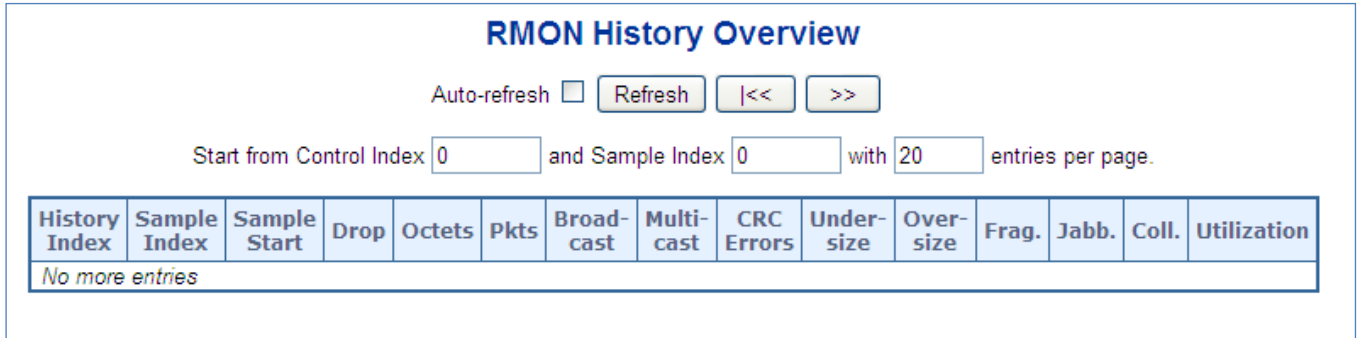 RMON History Overview
Auto-refresh Refresh |<< >>
Start from Control Index 0 and Sample Index 0 with 20 entries per page.
History Index Sample Index Sample Start Drop Octets Pkts Broad-cast Multi-cast CRC Errors Under-size Over-size Frag. Jabb. Coll. Utilization
No more entries